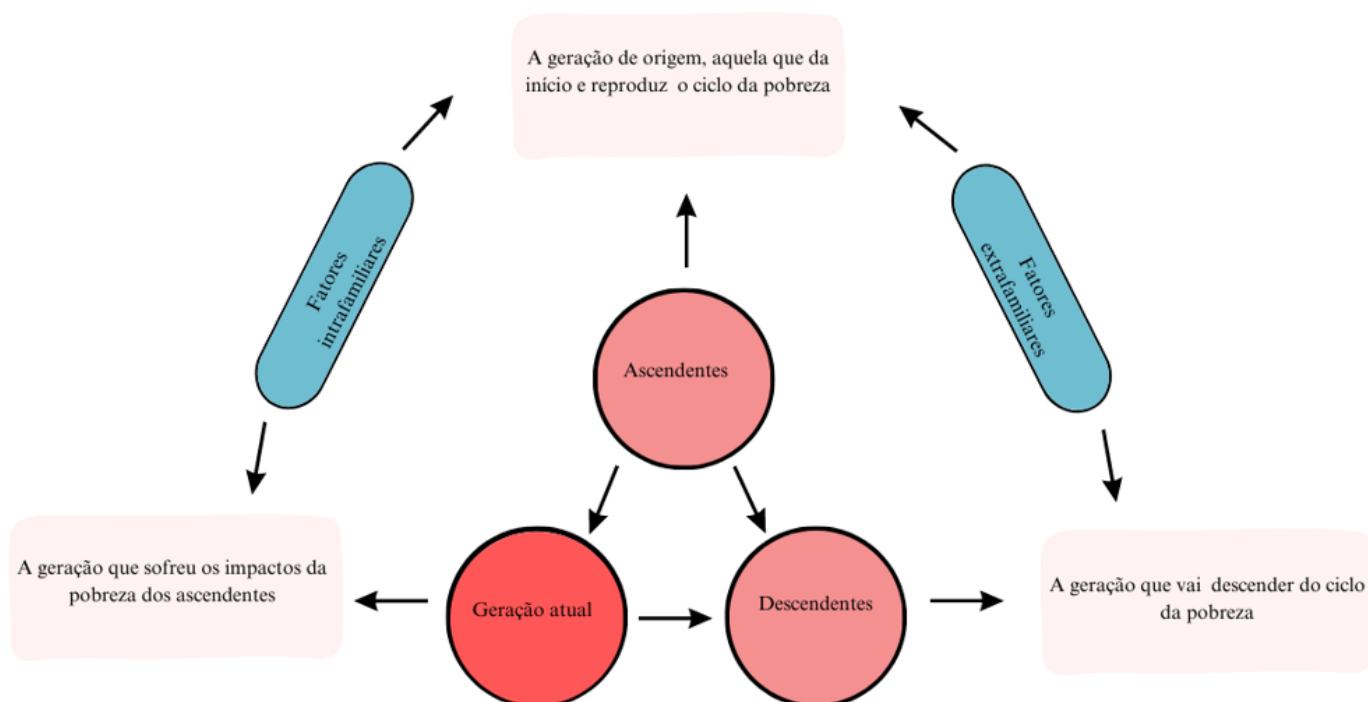 A geração de origem, aquela que da
início e reproduz o ciclo da pobreza
Fatores
intrafamiliares
Fatores
extrafamiliares
Ascendentes
A geração que sofreu os impactos da
pobreza dos ascendentes
Geração atual
Descendentes
A geração que vai descender do ciclo
da pobreza